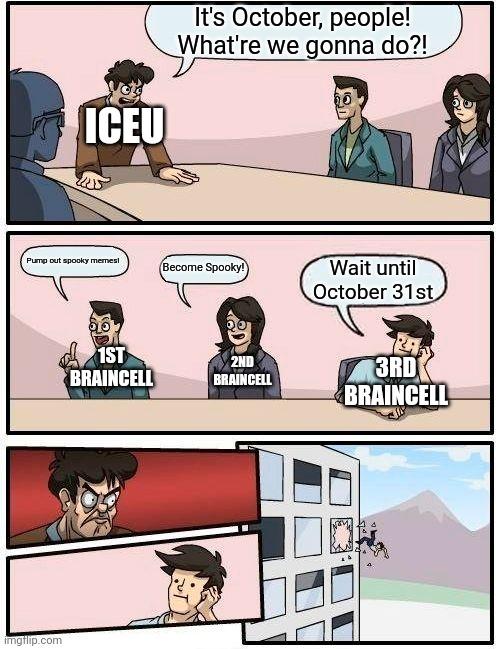 It's October, people!
What're we gonna do?!
ICEU
Pump out spooky memes!
Become Spooky!
Wait until
October 31st
1ST
BRAINCELL
2ND
BRAINCELL
3RD
BRAINCELL
imgflip.com